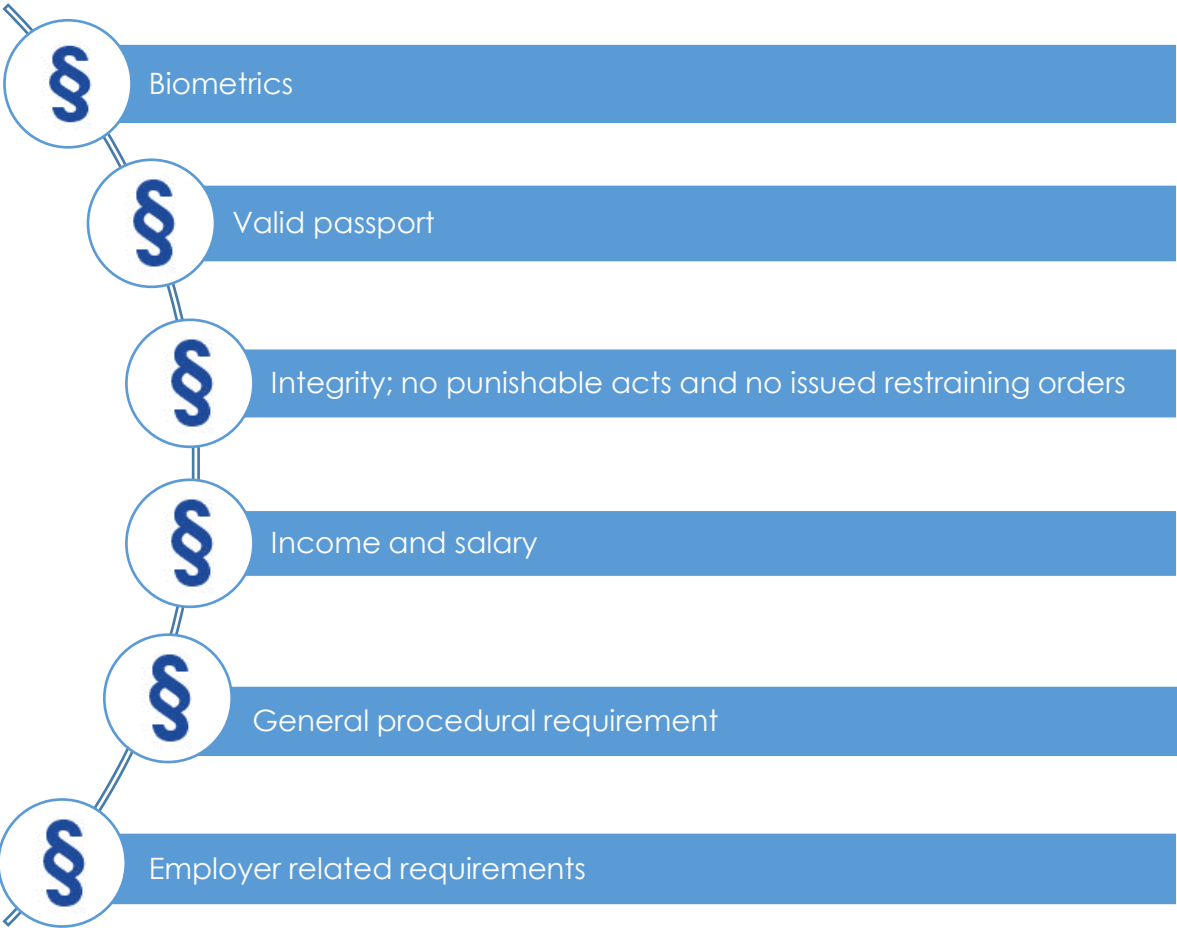 § Biometrics
§ Valid passport
§ Integrity; no punishable acts and no issued restraining orders
§ Income and salary
§ General procedural requirement
§ Employer related requirements